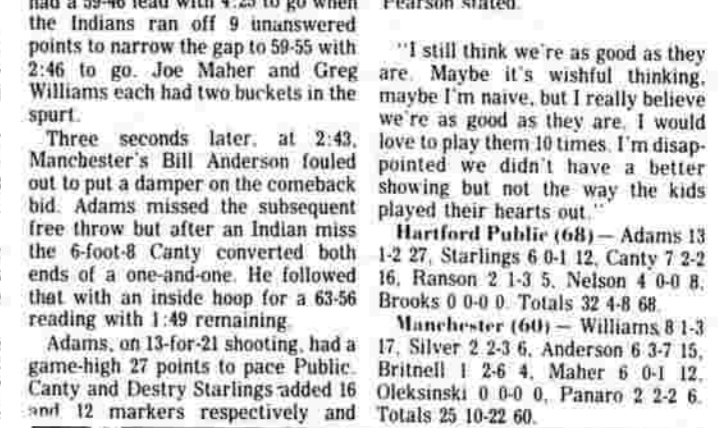 had a 59-46 lead with 4:25 to go when
the Indians ran off 9 unanswered
points to narrow the gap to 59-55 with
2:46 to go. Joe Maher and Greg
Williams each had two buckets in the
spurt.
Three seconds later, at 2:43,
Manchester's Bill Anderson fouled
out to put a damper on the comeback
bid. Adams missed the subsequent
free throw but after an Indian miss
the 6-foot-8 Canty converted both
ends of a one-and-one. He followed
that with an inside hoop for a 63-56
reading with 1:49 remaining.
Adams, on 13-for-21 shooting, had a
game-high 27 points to pace Public.
Canty and Destry Starlings added 16
and 12 markers respectively and
Pearson stated.
"I still think we're as good as they
are. Maybe it's wishful thinking,
maybe I'm naive, but I really believe
we're as good as they are. I would
love to play them 10 times. I'm disap-
pointed we didn't have a better
showing but not the way the kids
played their hearts out."
Hartford Public (68) — Adams 13
1-2 27, Starlings 6 0-1 12, Canty 7 2-2
16, Ranson 2 1-3 5, Nelson 4 0-0 8,
Brooks 0 0-0 0. Totals 32 4-8 68.
Manchester (60) — Williams 8 1-3
17, Silver 2 2-3 6, Anderson 6 3-7 15,
Britnell 1 2-6 4, Maher 6 0-1 12,
Oleksinski 0 0-0 0, Panaro 2 2-2 6.
Totals 25 10-22 60.